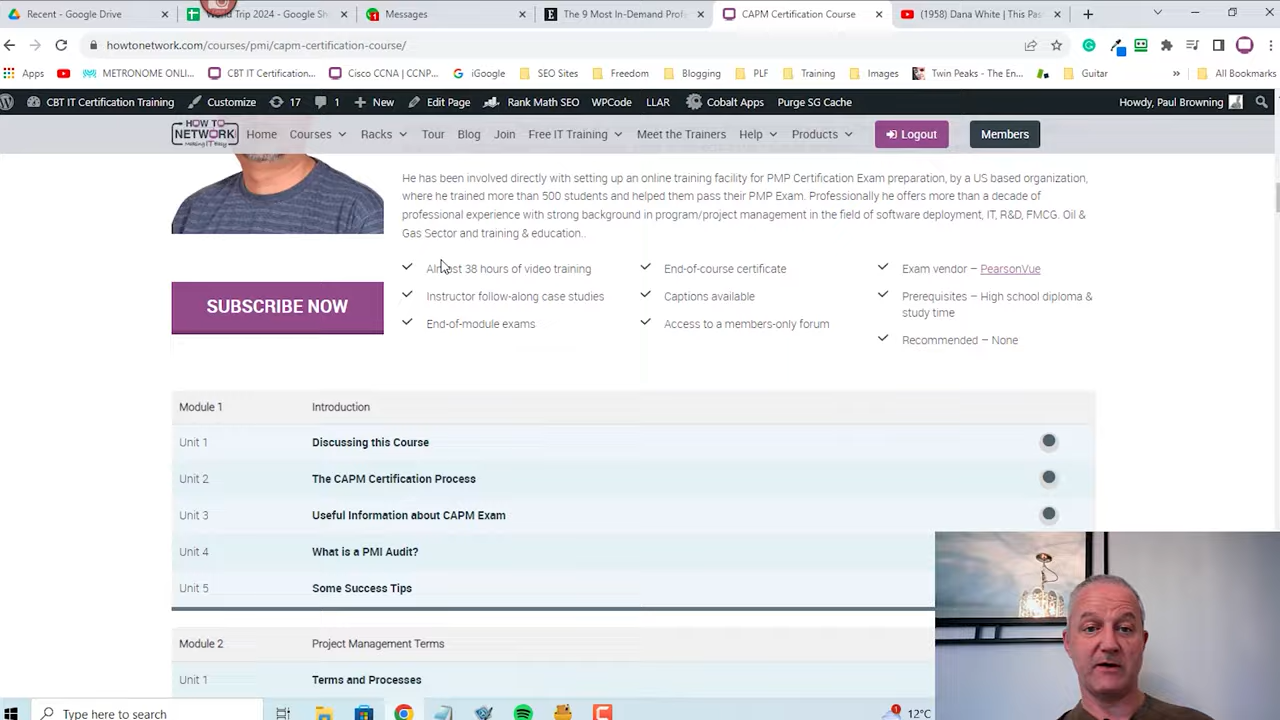 Recent - Google Drive
Trip 2024 - Google Sh
Messages
The 9 Most In-Demand Prof
CAPM Certification Course
(1958) Dana White | This Pas
howtonetwork.com/courses/pmi/capm-certification-course/
Apps
METRONOME ONLI...
CBT IT Certification...
Cisco CCNA | CCNP...
iGoogle
SEO Sites
Freedom
Blogging
PLF
Training
Images
Twin Peaks - The En...
Guitar
»
All Bookmarks
CBT IT Certification Training
Customize
17
1
+ New
Edit Page
Rank Math SEO
WPCode
LLAR
Cobalt Apps
Purge SG Cache
Howdy, Paul Browning
HOW TO
NETWORK
Making IT Easy
Home
Courses
Racks
Tour
Blog
Join
Free IT Training
Meet the Trainers
Help
Products
Logout
Members
He has been involved directly with setting up an online training facility for PMP Certification Exam preparation, by a US based organization,
where he trained more than 500 students and helped them pass their PMP Exam. Professionally he offers more than a decade of
professional experience with strong background in program/project management in the field of software deployment, IT, R&D, FMCG. Oil &
Gas Sector and training & education..
SUBSCRIBE NOW
Almost 38 hours of video training
Instructor follow-along case studies
End-of-module exams
End-of-course certificate
Captions available
Access to a members-only forum
Exam vendor – PearsonVue
Prerequisites – High school diploma &
study time
Recommended – None
Module 1 Introduction
Unit 1 Discussing this Course
Unit 2 The CAPM Certification Process
Unit 3 Useful Information about CAPM Exam
Unit 4 What is a PMI Audit?
Unit 5 Some Success Tips
Module 2 Project Management Terms
Unit 1 Terms and Processes
Type here to search
12°C